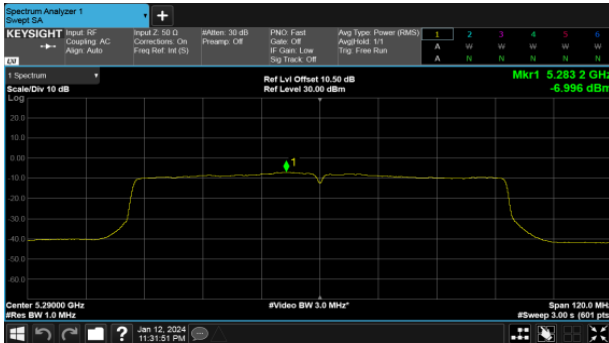 Spectrum Analyzer 1
Swept SA
KEYSIGHT
Input: RF
Coupling: AC
Align: Auto
Input Z: 50 Ω
Corrections: On
Freq Ref: Int (S)
#Atten: 30 dB
Preamp: Off
PNO: Fast
Gate: Off
IF Gain: Low
Sig Track: Off
Avg Type: Power (RMS)
Avg|Hold: 1/1
Trig: Free Run
1 2 3 4 5 6
A W W W W W
A N N N N N
LXI
1 Spectrum
Scale/Div 10 dB
Ref Lvl Offset 10.50 dB
Ref Level 30.00 dBm
Mkr1 5.283 2 GHz
-6.996 dBm
Log
20.0
10.0
0.00
1
-10.0
-20.0
-30.0
-40.0
-50.0
-60.0
Center 5.29000 GHz
#Res BW 1.0 MHz
#Video BW 3.0 MHz*
Span 120.0 MHz
#Sweep 3.00 s (601 pts)
?
Jan 12, 2024
11:31:51 PM